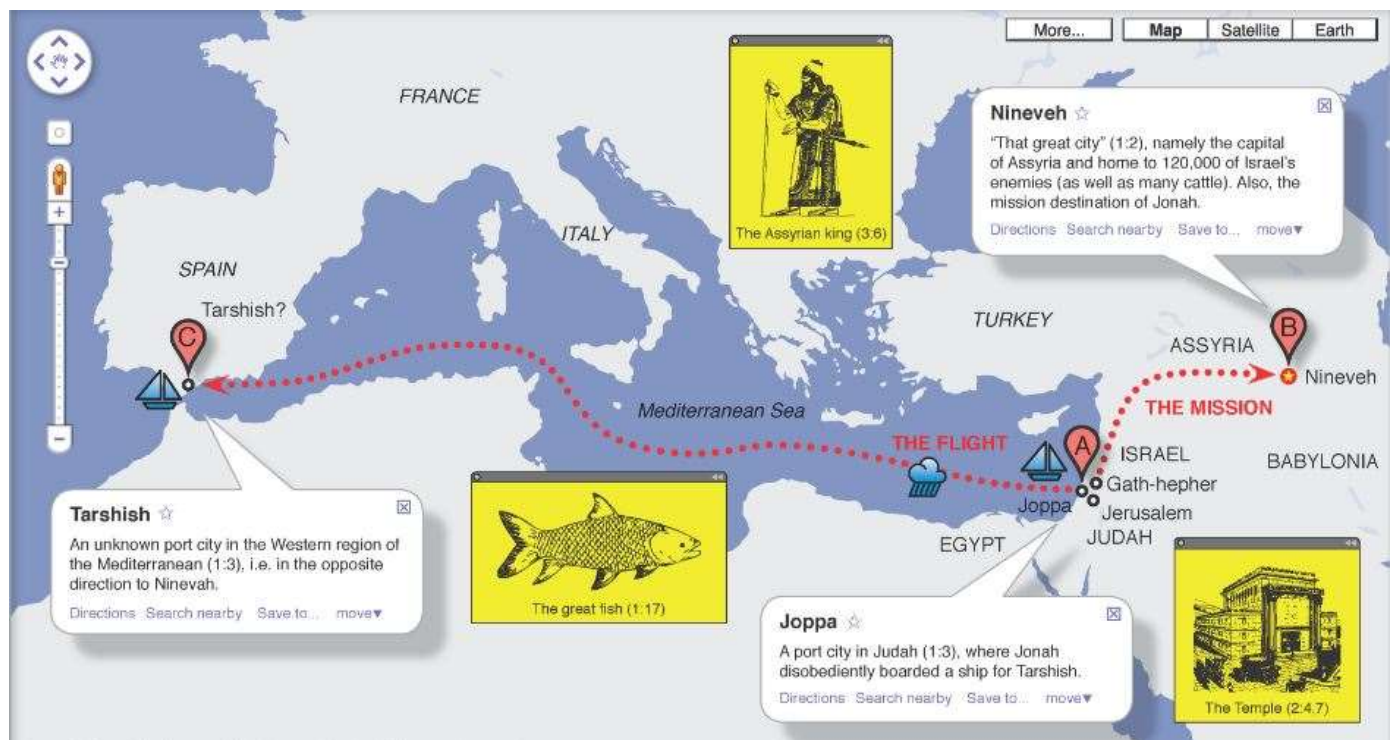 More...
Map
Satellite
Earth
FRANCE
SPAIN
Tarshish?
C
ITALY
The Assyrian king (3:6)
Nineveh ☆
"That great city" (1:2), namely the capital
of Assyria and home to 120,000 of Israel's
enemies (as well as many cattle). Also, the
mission destination of Jonah.
Directions Search nearby Save to... move▼
TURKEY
ASSYRIA
B
Nineveh
THE MISSION
Mediterranean Sea
THE FLIGHT
A
ISRAEL
Gath-hepher
Joppa
Jerusalem
JUDAH
EGYPT
BABYLONIA
Tarshish ☆
An unknown port city in the Western region of
the Mediterranean (1:3), i.e. in the opposite
direction to Ninevah.
Directions Search nearby Save to... move▼
The great fish (1:17)
Joppa ☆
A port city in Judah (1:3), where Jonah
disobediently boarded a ship for Tarshish.
Directions Search nearby Save to... move▼
The Temple (2:4,7)